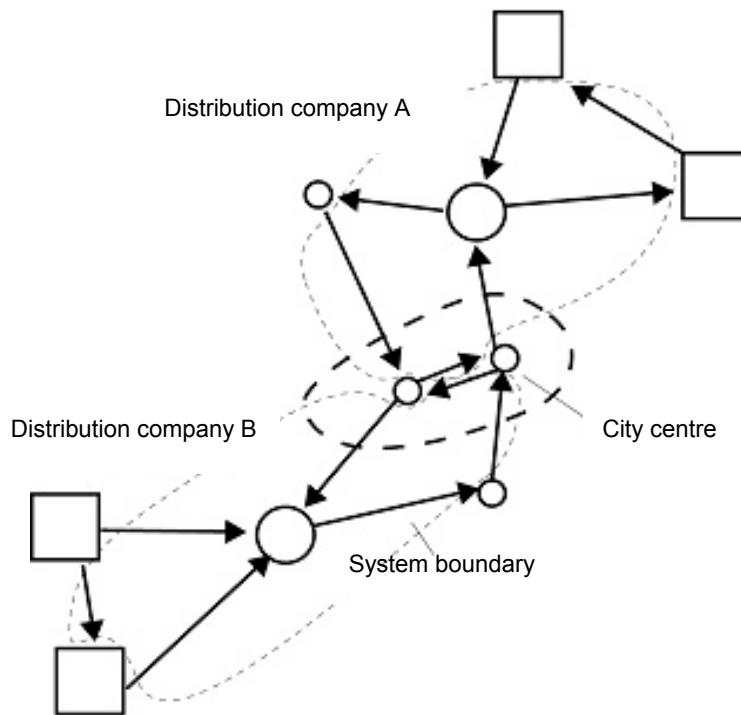 Distribution company A
Distribution company B
City centre
System boundary